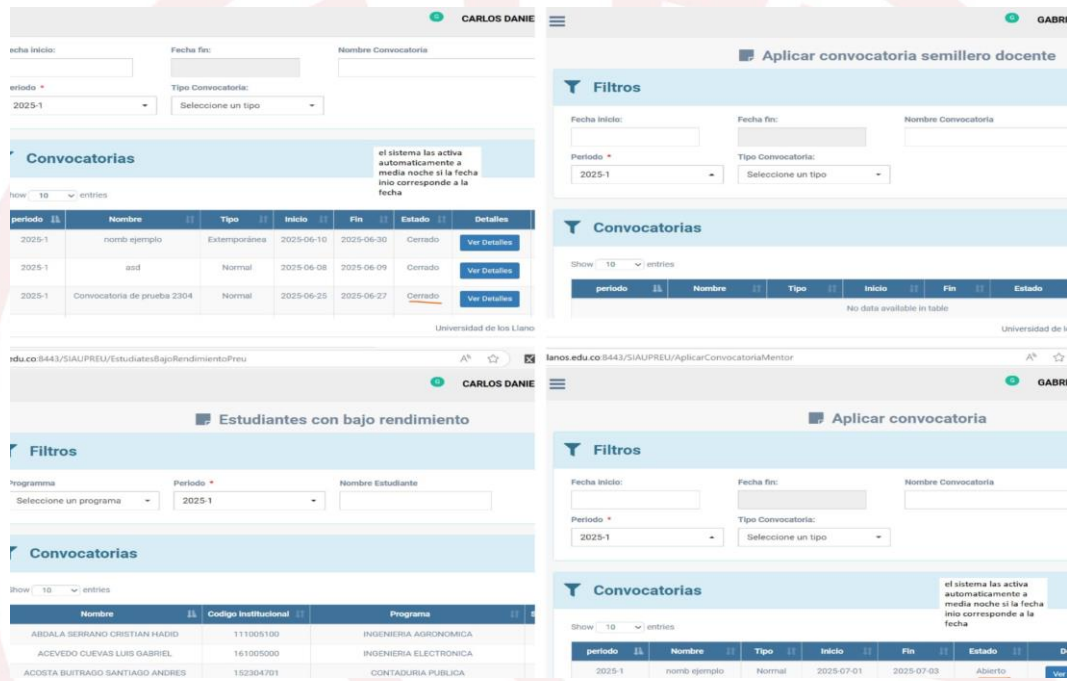 CARLOS DANIE
echa inicio:
Fecha fin:
Nombre Convocatoria
eriodo *
Tipo Convocatoria:
2025-1
Seleccione un tipo
Convocatorias
el sistema las activa
automaticamente a
media noche si la fecha
inio corresponde a la
fecha
how 10 entries
periodo Nombre Tipo Inicio Fin Estado Detalles
2025-1 nomb ejemplo Extemporánea 2025-06-10 2025-06-30 Cerrado Ver Detalles
2025-1 asd Normal 2025-06-08 2025-06-09 Cerrado Ver Detalles
2025-1 Convocatoria de prueba 2304 Normal 2025-06-25 2025-06-27 Cerrado Ver Detalles
Universidad de los Llano
G GABRI
Aplicar convocatoria semillero docente
Filtros
Fecha inicio:
Fecha fin:
Nombre Convocatoria
Periodo *
Tipo Convocatoria:
2025-1
Seleccione un tipo
Convocatorias
Show 10 entries
periodo Nombre Tipo Inicio Fin Estado
No data available in table
Universidad de lo
edu.co:8443/SIAUPREU/EstudiatesBajoRendimientoPreu
G CARLOS DANIE
Estudiantes con bajo rendimiento
Filtros
Programma
Periodo *
Nombre Estudiante
Seleccione un programa
2025-1
Convocatorias
Show 10 entries
Nombre Codigo Institucional Programa
ABDALA SERRANO CRISTIAN HADID 111005100 INGENIERIA AGRONOMICA
ACEVEDO CUEVAS LUIS GABRIEL 161005000 INGENIERIA ELECTRONICA
ACOSTA BUITRAGO SANTIAGO ANDRES 152304701 CONTADURIA PUBLICA
lanos.edu.co:8443/SIAUPREU/AplicarConvocatoriaMentor
G GABRI
Aplicar convocatoria
Filtros
Fecha inicio:
Fecha fin:
Nombre Convocatoria
Periodo *
Tipo Convocatoria:
2025-1
Seleccione un tipo
Convocatorias
el sistema las activa
automaticamente a
media noche si la fecha
inio corresponde a la
fecha
Show 10 entries
periodo Nombre Tipo Inicio Fin Estado De
2025-1 nomb ejemplo Normal 2025-07-01 2025-07-03 Abierto Ver